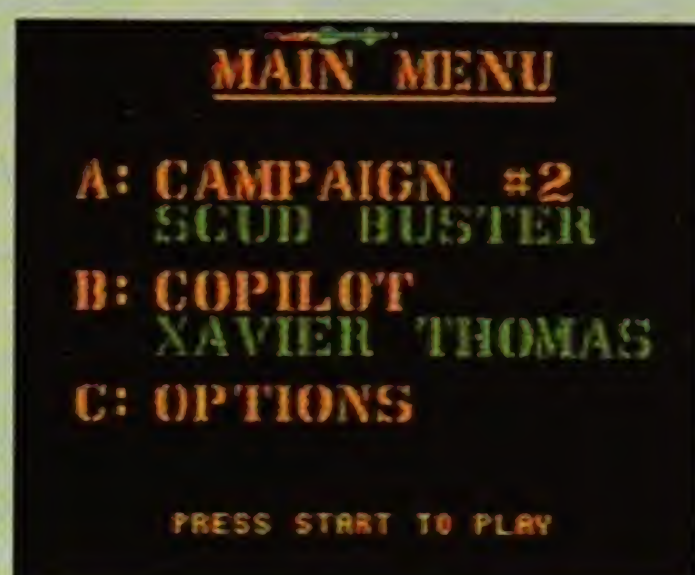 MAIN MENU
A: CAMPAIGN #2
SCUD BUSTER
B: COPILOT
XAVIER THOMAS
C: OPTIONS
PRESS START TO PLAY